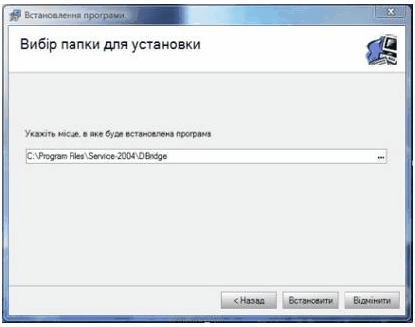 Встановлення програми.
Вибір папки для установки
Укажіть місце, в яке буде встановлена програма
C:\Program Files\Service-2004\DBridge
...
< Назад
Встановити
Відмінити